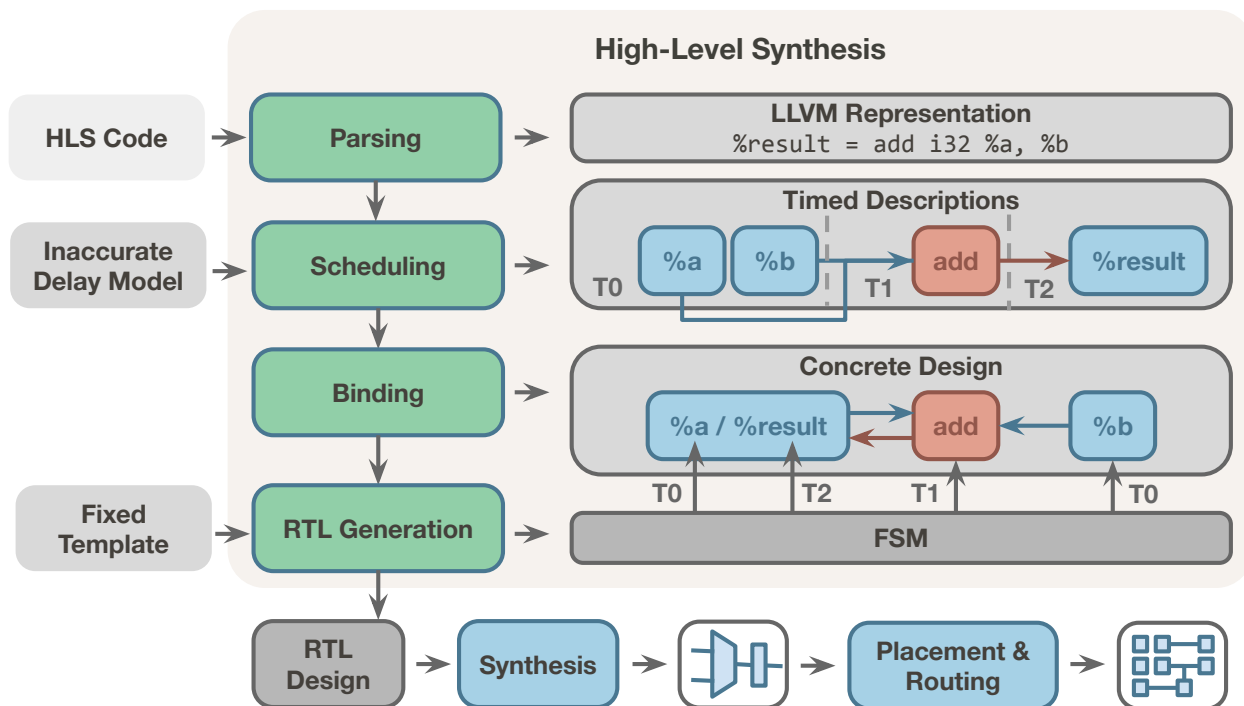 High-Level Synthesis
HLS Code
Parsing
LLVM Representation
%result = add i32 %a, %b
Inaccurate
Delay Model
Scheduling
Timed Descriptions
T0
%a
%b
T1
add
T2
%result
Binding
Concrete Design
%a / %result
add
%b
T0
T2
T1
T0
Fixed
Template
RTL Generation
FSM
RTL
Design
Synthesis
Placement &
Routing